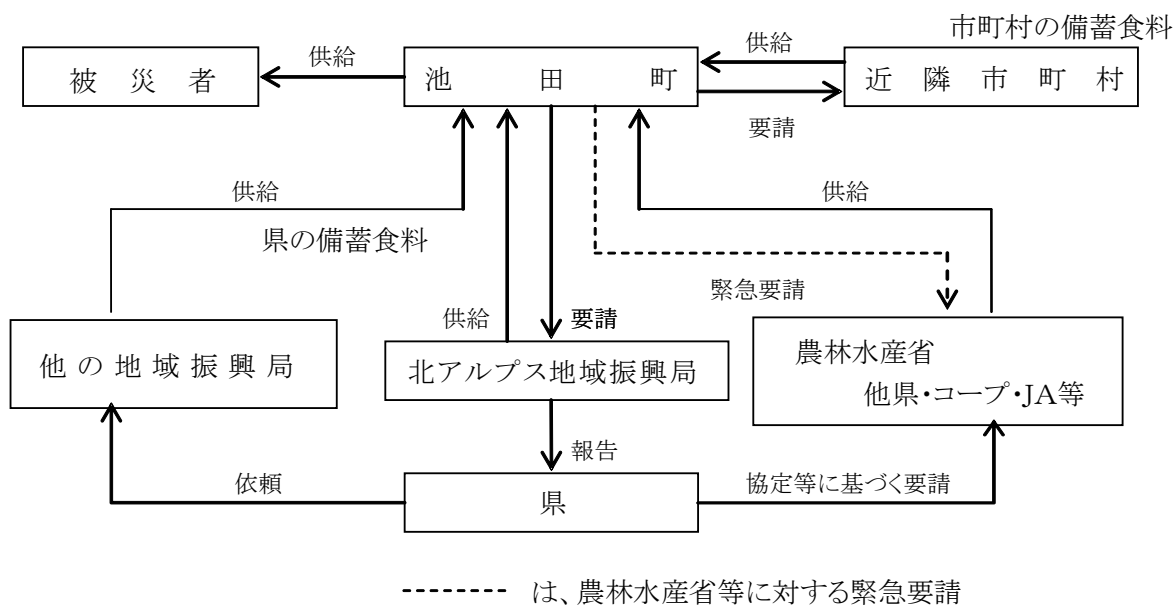 市町村の備蓄食料
被災者
供給
池田町
供給
近隣市町村
要請
供給
県の備蓄食料
供給
緊急要請
供給
要請
他の地域振興局
北アルプス地域振興局
農林水産省
他県・コープ・JA等
報告
依頼
県
協定等に基づく要請
は、農林水産省等に対する緊急要請